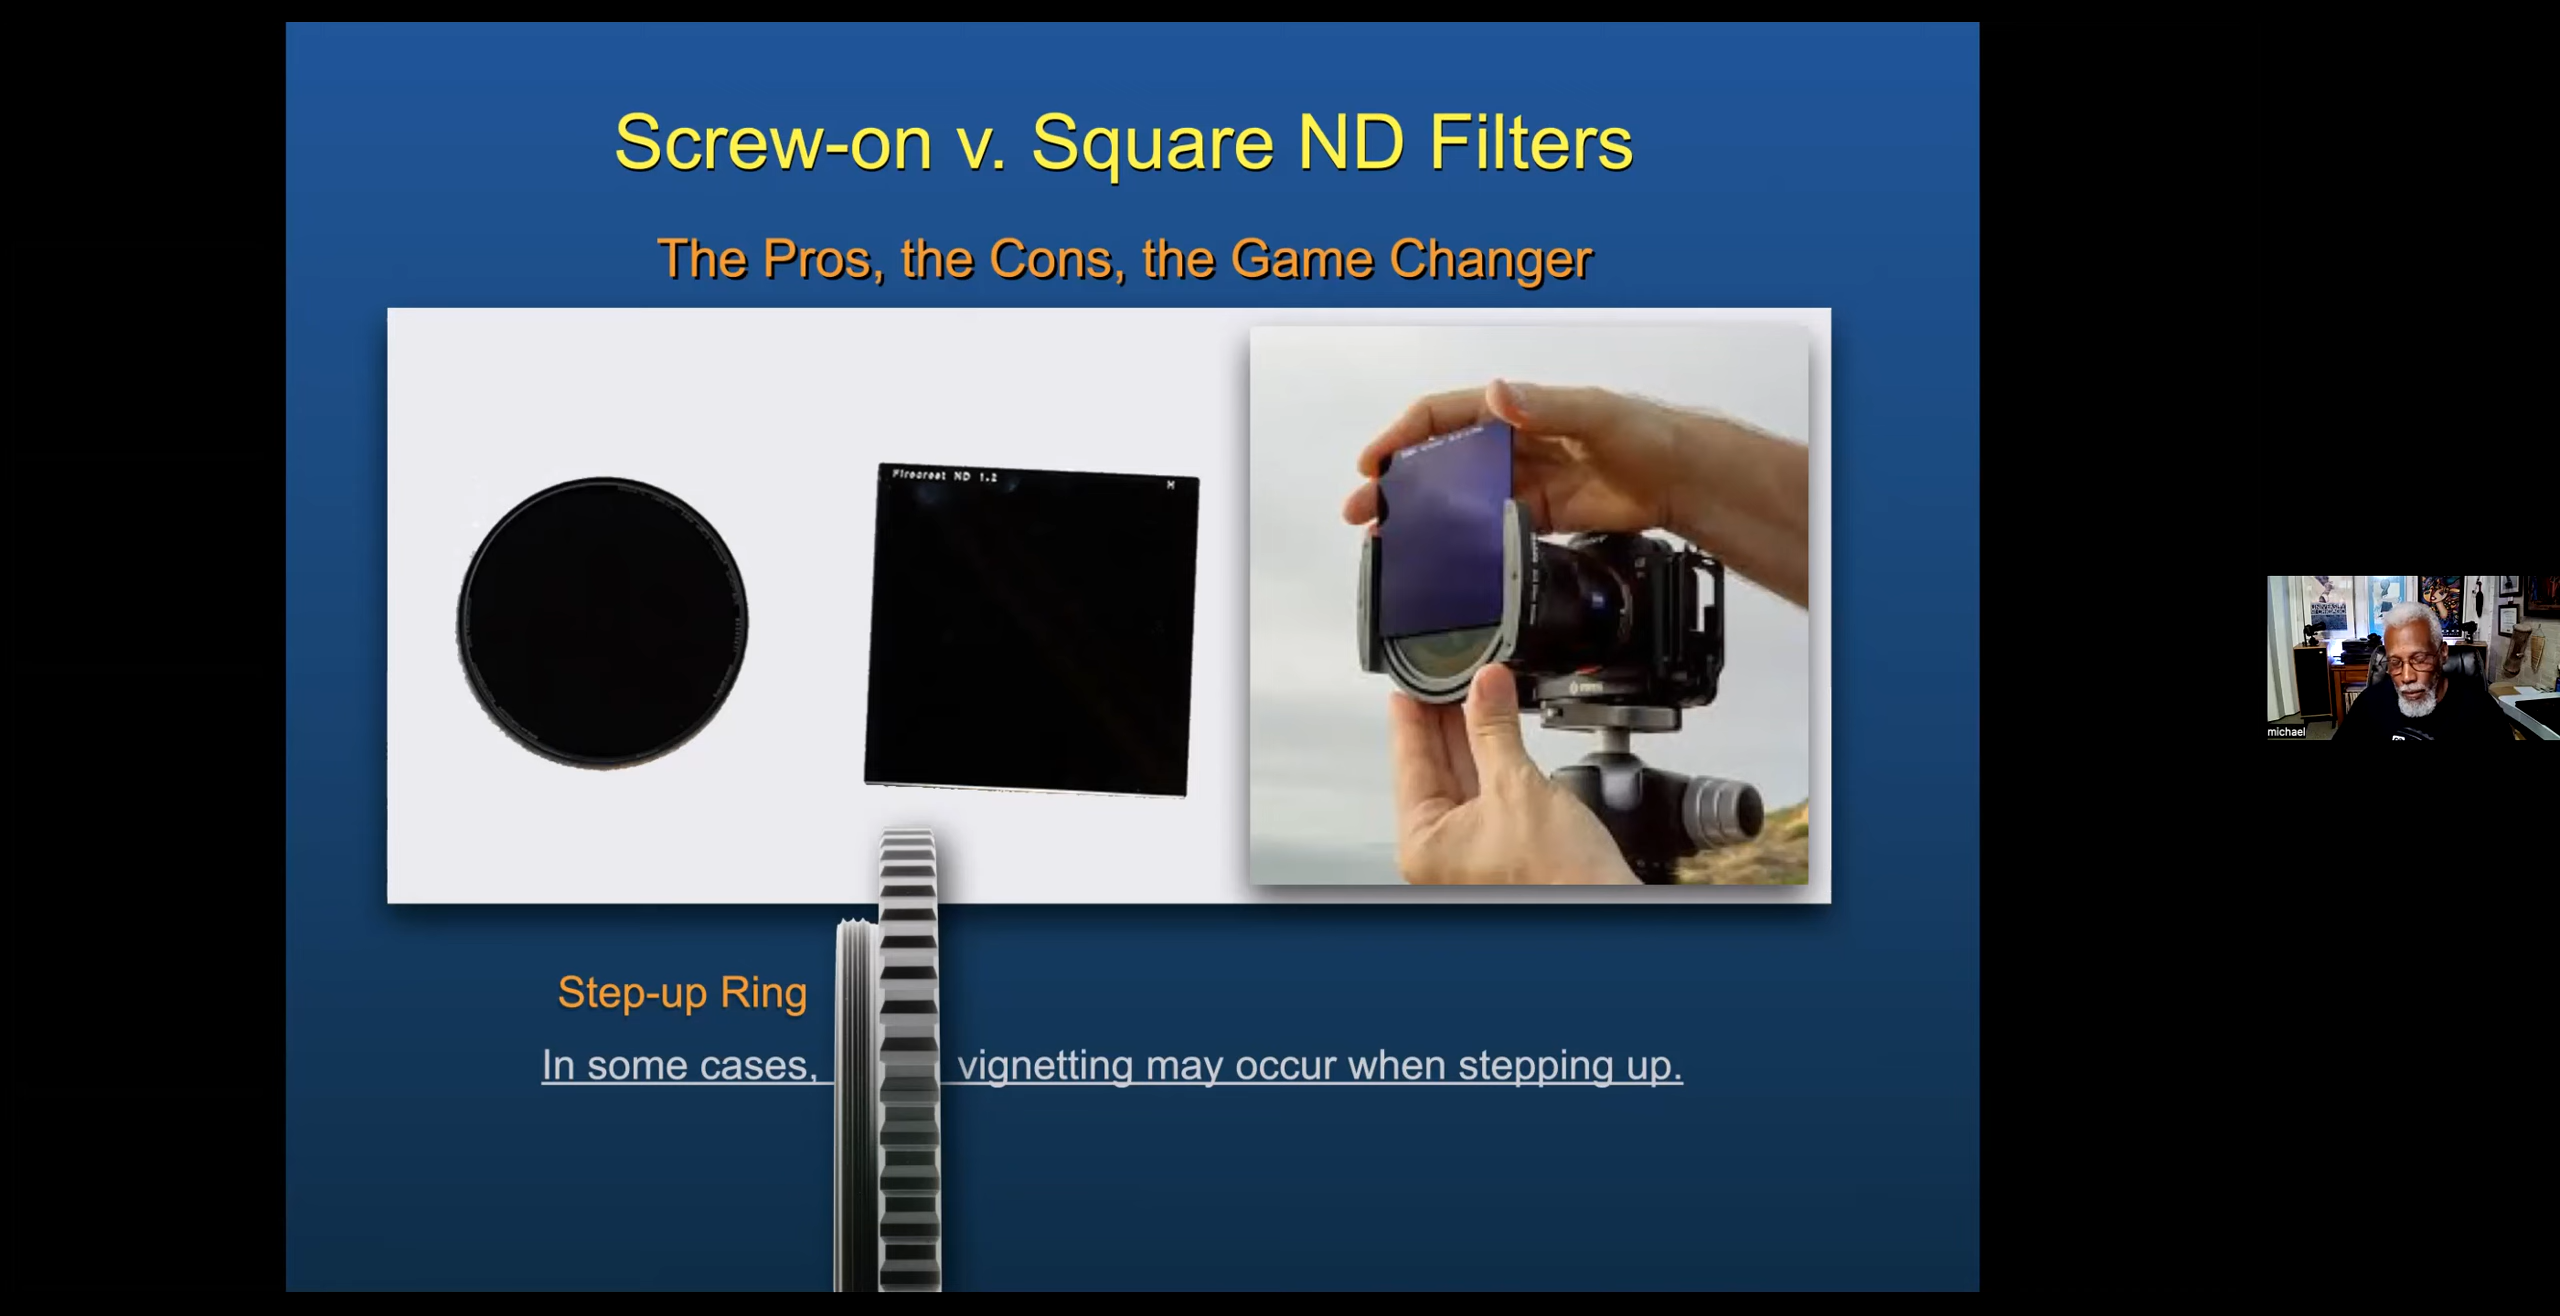 Screw-on v. Square ND Filters
The Pros, the Cons, the Game Changer
Firecrest ND 1.2
M
Step-up Ring
In some cases, vignetting may occur when stepping up.
michael